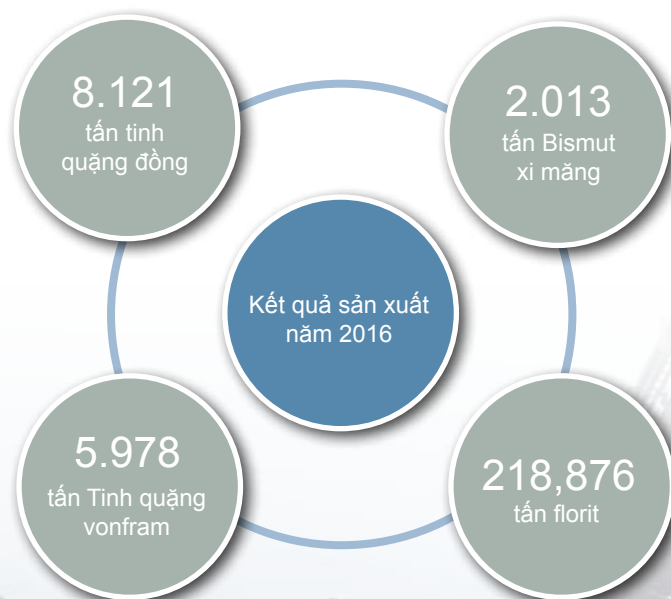 8.121
tấn tinh
quặng đồng
2.013
tấn Bismut
xi măng
Kết quả sản xuất
năm 2016
5.978
tấn Tinh quặng
vonfram
218,876
tấn florit